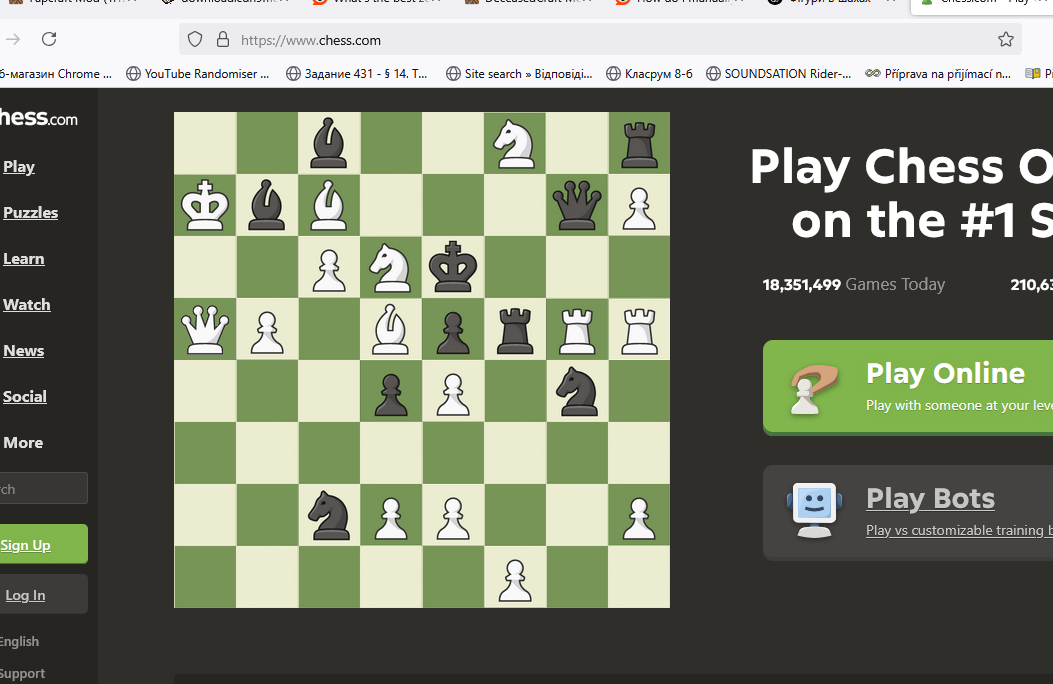 https://www.chess.com
б-магазин Chrome ...
YouTube Randomiser ...
Задание 431 - § 14. Т...
Site search » Відповіді...
Класрум 8-б
SOUNDSATION Rider-...
Příprava na přijímací n...
hess.com
Play
Puzzles
Learn
Watch
News
Social
More
rch
Sign Up
Log In
English
Support
Play Chess O
on the #1 S
18,351,499 Games Today
210,63
Play Online
Play with someone at your leve
Play Bots
Play vs customizable training b